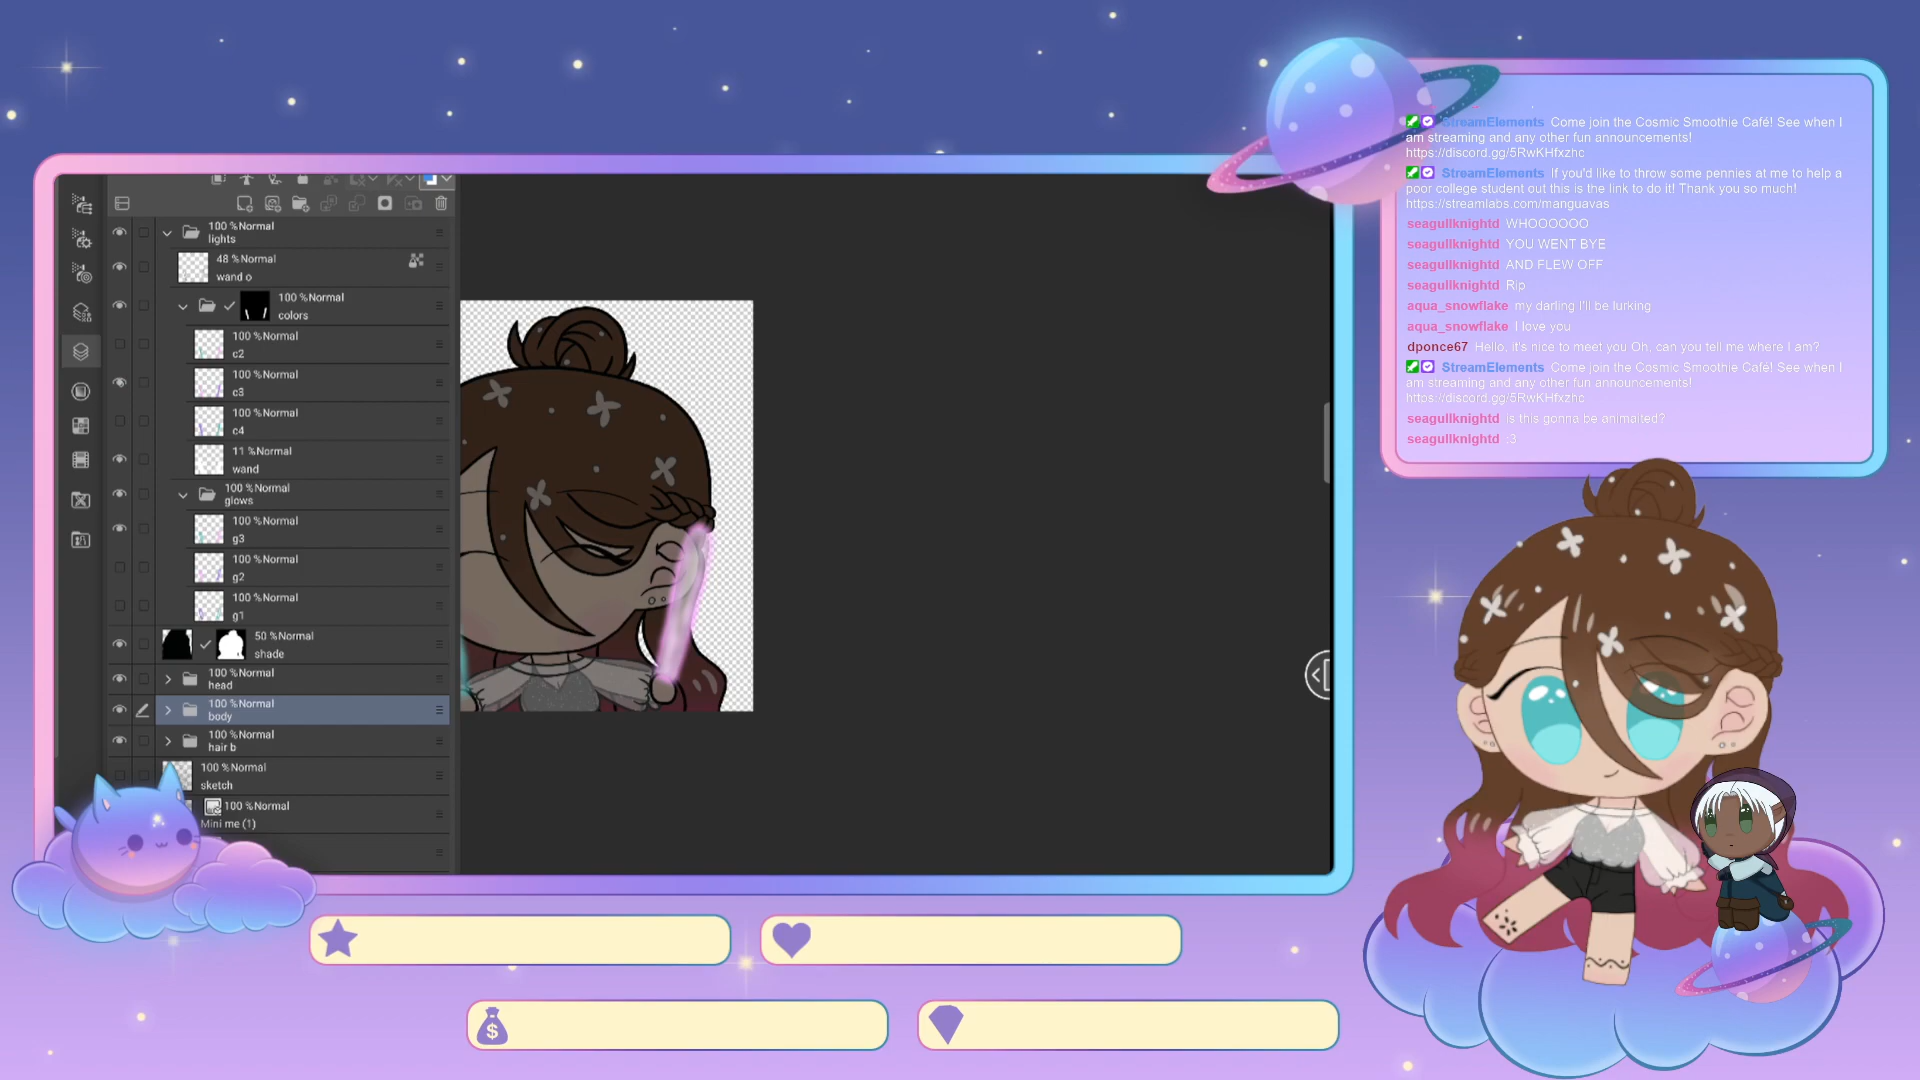 100 %Normal
lights
48 %Normal
wand o
100 %Normal
colors
100 %Normal
c2
100 %Normal
c3
100 %Normal
c4
11 %Normal
wand
100 %Normal
glows
100 %Normal
g3
100 %Normal
g2
100 %Normal
g1
50 %Normal
shade
100 %Normal
head
100 %Normal
body
100 %Normal
hair b
100 %Normal
sketch
100 %Normal
Mini me (1)
StreamElements Come join the Cosmic Smoothie Café! See when I
am streaming and any other fun announcements!
https://discord.gg/5RwKHfxzhc
StreamElements If you'd like to throw some pennies at me to help a
poor college student out this is the link to do it! Thank you so much!
https://streamlabs.com/manguavas
seagullknightd WHOOOOOO
seagullknightd YOU WENT BYE
seagullknightd AND FLEW OFF
seagullknightd Rip
aqua_snowflake my darling I'll be lurking
aqua_snowflake I love you
dponce67 Hello, it's nice to meet you Oh, can you tell me where I am?
StreamElements Come join the Cosmic Smoothie Café! See when I
am streaming and any other fun announcements!
https://discord.gg/5RwKHfxzhc
seagullknightd is this gonna be animaited?
seagullknightd :3
$